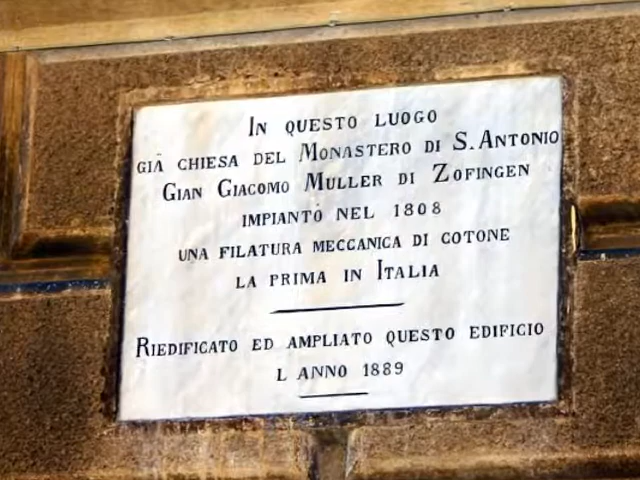 In questo luogo
già chiesa del Monastero di S. Antonio
Gian Giacomo Muller di Zofingen
impiantò nel 1808
una filatura meccanica di cotone
la prima in Italia
Riedificato ed ampliato questo edificio
l anno 1889